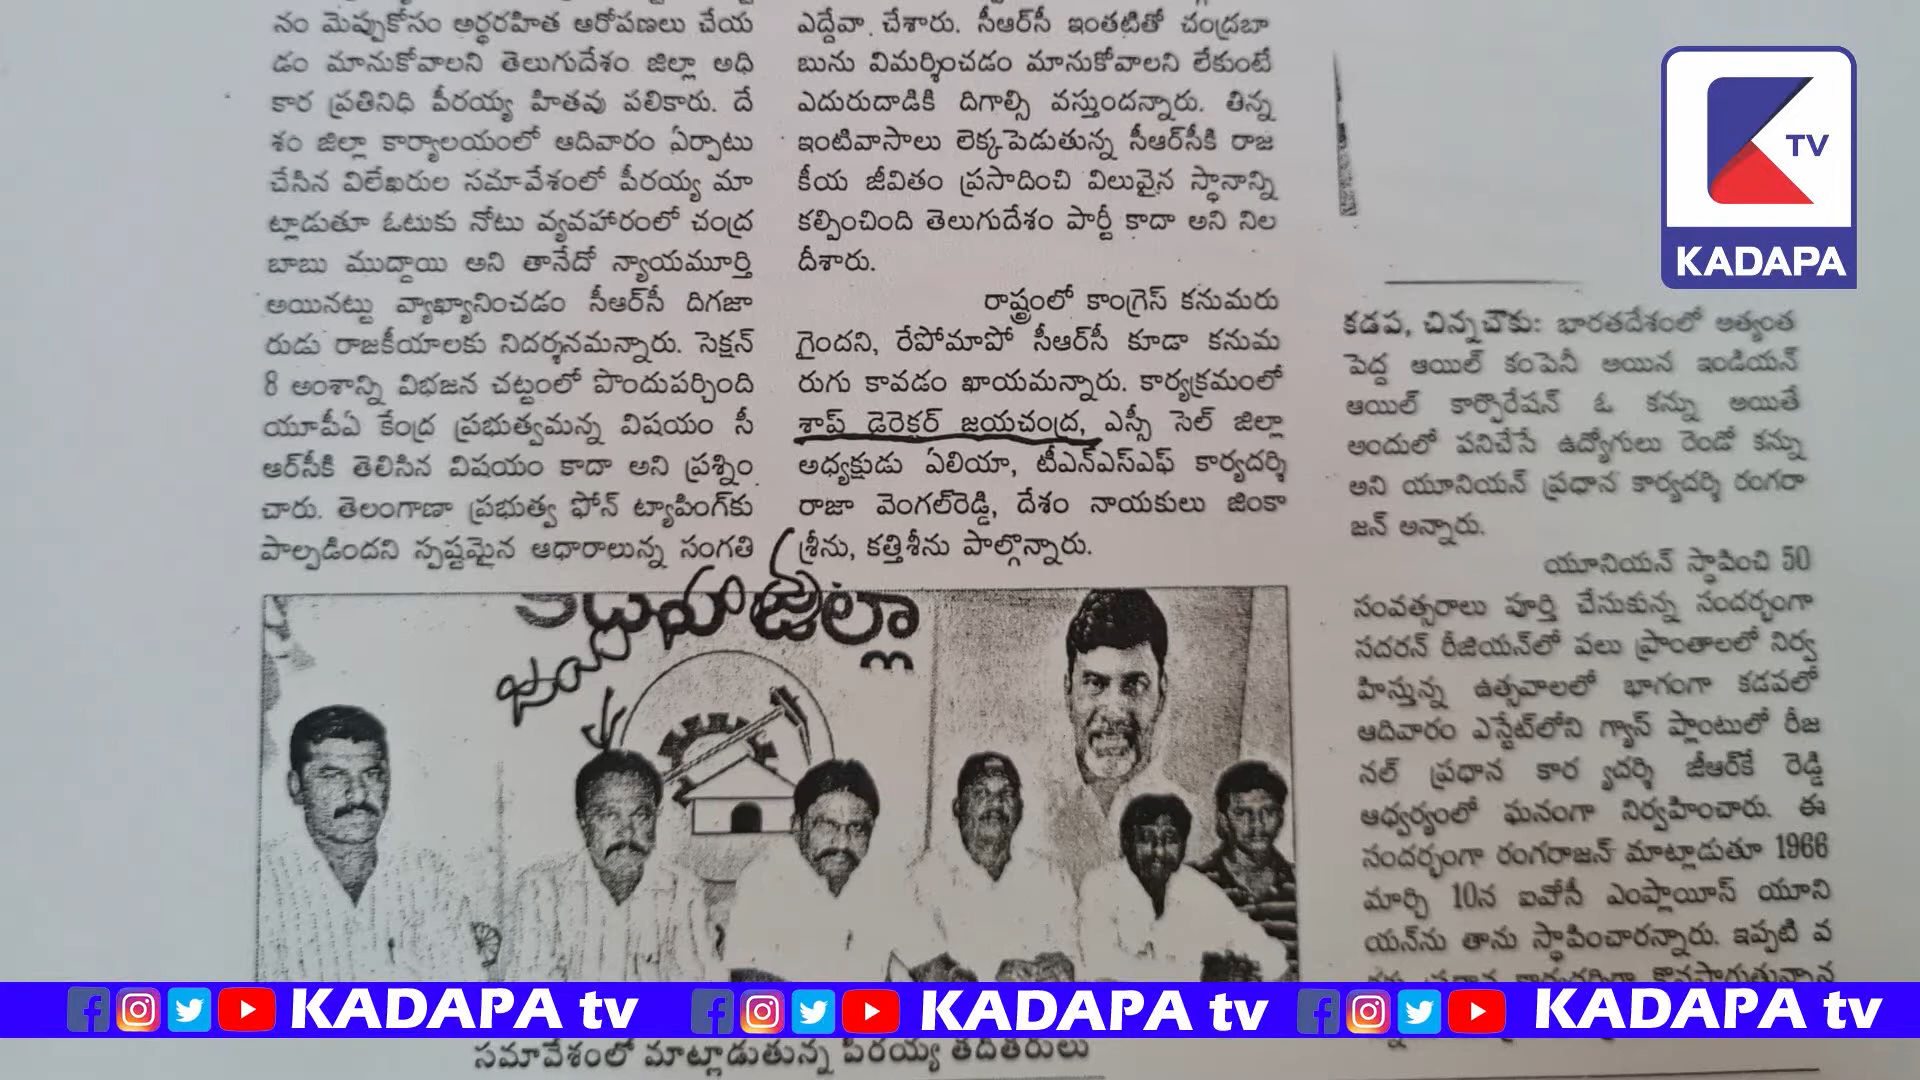 నం మెప్పుకోసం అర్థరహిత ఆరోపణలు చేయ
డం మానుకోవాలని తెలుగుదేశం జిల్లా అధి
కార ప్రతినిధి పీరయ్య హితవు పలికారు. దే
శం జిల్లా కార్యాలయంలో ఆదివారం ఏర్పాటు
చేసిన విలేఖరుల సమావేశంలో పీరయ్య మా
ట్లాడుతూ ఓటుకు నోటు వ్యవహారంలో చంద్ర
బాబు ముద్దాయి అని తానేదో న్యాయమూర్తి
అయినట్టు వ్యాఖ్యానించడం సీఆర్‌సీ దిగజా
రుడు రాజకీయాలకు నిదర్శనమన్నారు. సెక్షన్
8 అంశాన్ని విభజన చట్టంలో పొందుపర్చింది
యూపీఏ కేంద్ర ప్రభుత్వమన్న విషయం సీ
ఆర్‌సీకి తెలిసిన విషయం కాదా అని ప్రశ్నిం
చారు. తెలంగాణా ప్రభుత్వ ఫోన్ ట్యాపింగ్‌కు
పాల్పడిందని స్పష్టమైన ఆధారాలున్న సంగతి
ఎద్దేవా చేశారు. సీఆర్‌సీ ఇంతటితో చంద్రబా
బును విమర్శించడం మానుకోవాలని లేకుంటే
ఎదురుదాడికి దిగాల్సి వస్తుందన్నారు. తిన్న
ఇంటివాసాలు లెక్కపెడుతున్న సీఆర్‌సీకి రాజ
కీయ జీవితం ప్రసాదించి విలువైన స్థానాన్ని
కల్పించింది తెలుగుదేశం పార్టీ కాదా అని నిల
దీశారు.
రాష్ట్రంలో కాంగ్రెస్ కనుమరు
గైందని, రేపోమాపో సీఆర్‌సీ కూడా కనుమ
రుగు కావడం ఖాయమన్నారు. కార్యక్రమంలో
శాప్ డైరెక్టర్ జయచంద్ర, ఎస్సీ సెల్ జిల్లా
అధ్యక్షుడు ఏలియా, టీఎన్ఎస్ఎఫ్ కార్యదర్శి
రాజా వెంగల్‌రెడ్డి, దేశం నాయకులు జింకా
శ్రీను, కత్తిశీను పాల్గొన్నారు.
జిల్లా
సమావేశంలో మాట్లాడుతున్న పీరయ్య తదితరులు
కడప, చిన్నచౌకు: భారతదేశంలో అత్యంత
పెద్ద ఆయిల్ కంపెనీ అయిన ఇండియన్
ఆయిల్ కార్పొరేషన్ ఓ కన్ను అయితే
అందులో పనిచేసే ఉద్యోగులు రెండో కన్ను
అని యూనియన్ ప్రధాన కార్యదర్శి రంగరా
జన్ అన్నారు.
యూనియన్ స్థాపించి 50
సంవత్సరాలు పూర్తి చేసుకున్న సందర్భంగా
సదరన్ రీజియన్‌లో పలు ప్రాంతాలలో నిర్వ
హిస్తున్న ఉత్సవాలలో భాగంగా కడపలో
ఆదివారం ఎస్టేట్‌లోని గ్యాస్ ప్లాంటులో రీజ
నల్ ప్రధాన కార్యదర్శి జీఆర్‌కే రెడ్డి
ఆధ్వర్యంలో ఘనంగా నిర్వహించారు. ఈ
సందర్భంగా రంగరాజన్ మాట్లాడుతూ 1966
మార్చి 10న ఐవోసీ ఎంప్లాయీస్ యూని
యన్‌ను తాను స్థాపించారన్నారు. ఇప్పటి వ
TV
KADAPA
KADAPA tv KADAPA tv KADAPA tv